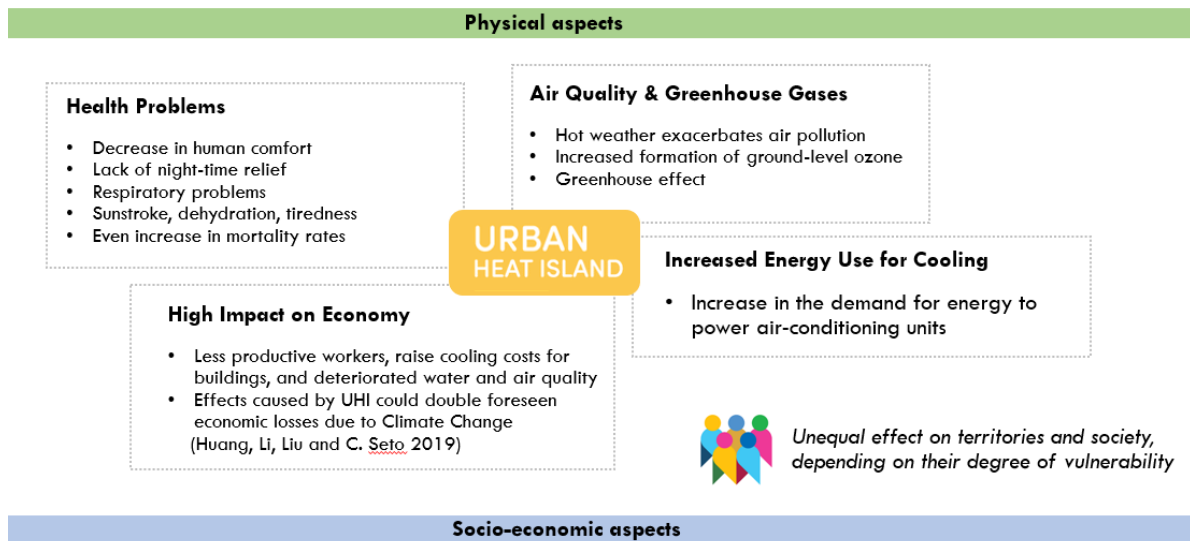 Physical aspects
Health Problems
• Decrease in human comfort
• Lack of night-time relief
• Respiratory problems
• Sunstroke, dehydration, tiredness
• Even increase in mortality rates
Air Quality & Greenhouse Gases
• Hot weather exacerbates air pollution
• Increased formation of ground-level ozone
• Greenhouse effect
URBAN
HEAT ISLAND
Increased Energy Use for Cooling
• Increase in the demand for energy to
power air-conditioning units
High Impact on Economy
• Less productive workers, raise cooling costs for
buildings, and deteriorated water and air quality
• Effects caused by UHI could double foreseen
economic losses due to Climate Change
(Huang, Li, Liu and C. Seto 2019)
Unequal effect on territories and society,
depending on their degree of vulnerability
Socio-economic aspects